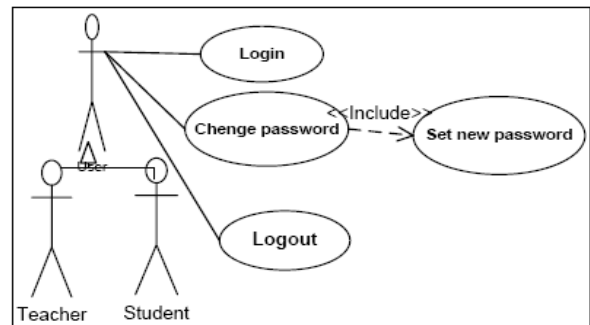 Login
<<Include>>
Chenge password
Set new password
User
Logout
Teacher
Student